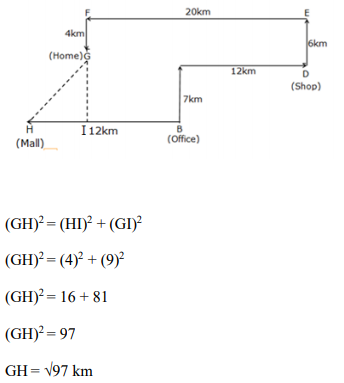 20km
F E
4km
6km
(Home)G
12km D
(Shop)
7km
H I 12km B
(Mall) (Office)
(GH)² = (HI)² + (GI)²
(GH)² = (4)² + (9)²
(GH)² = 16 + 81
(GH)² = 97
GH = √97 km